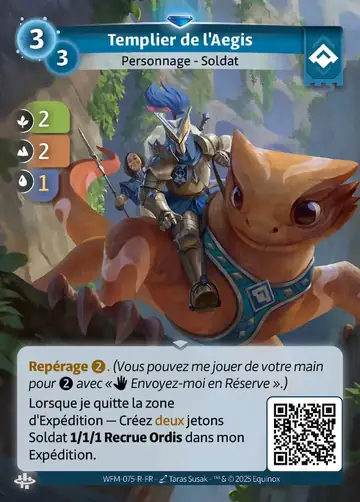 3
3
Templier de l'Aegis
Personnage - Soldat
2
2
1
Repérage 2. (Vous pouvez me jouer de votre main
pour 2 avec « Envoyez-moi en Réserve ».)
Lorsque je quitte la zone
d'Expédition — Créez deux jetons
Soldat 1/1/1 Recrue Ordis dans mon
Expédition.
WFM-075-R-FR - Taras Susak - ™ & © 2025 Equinox